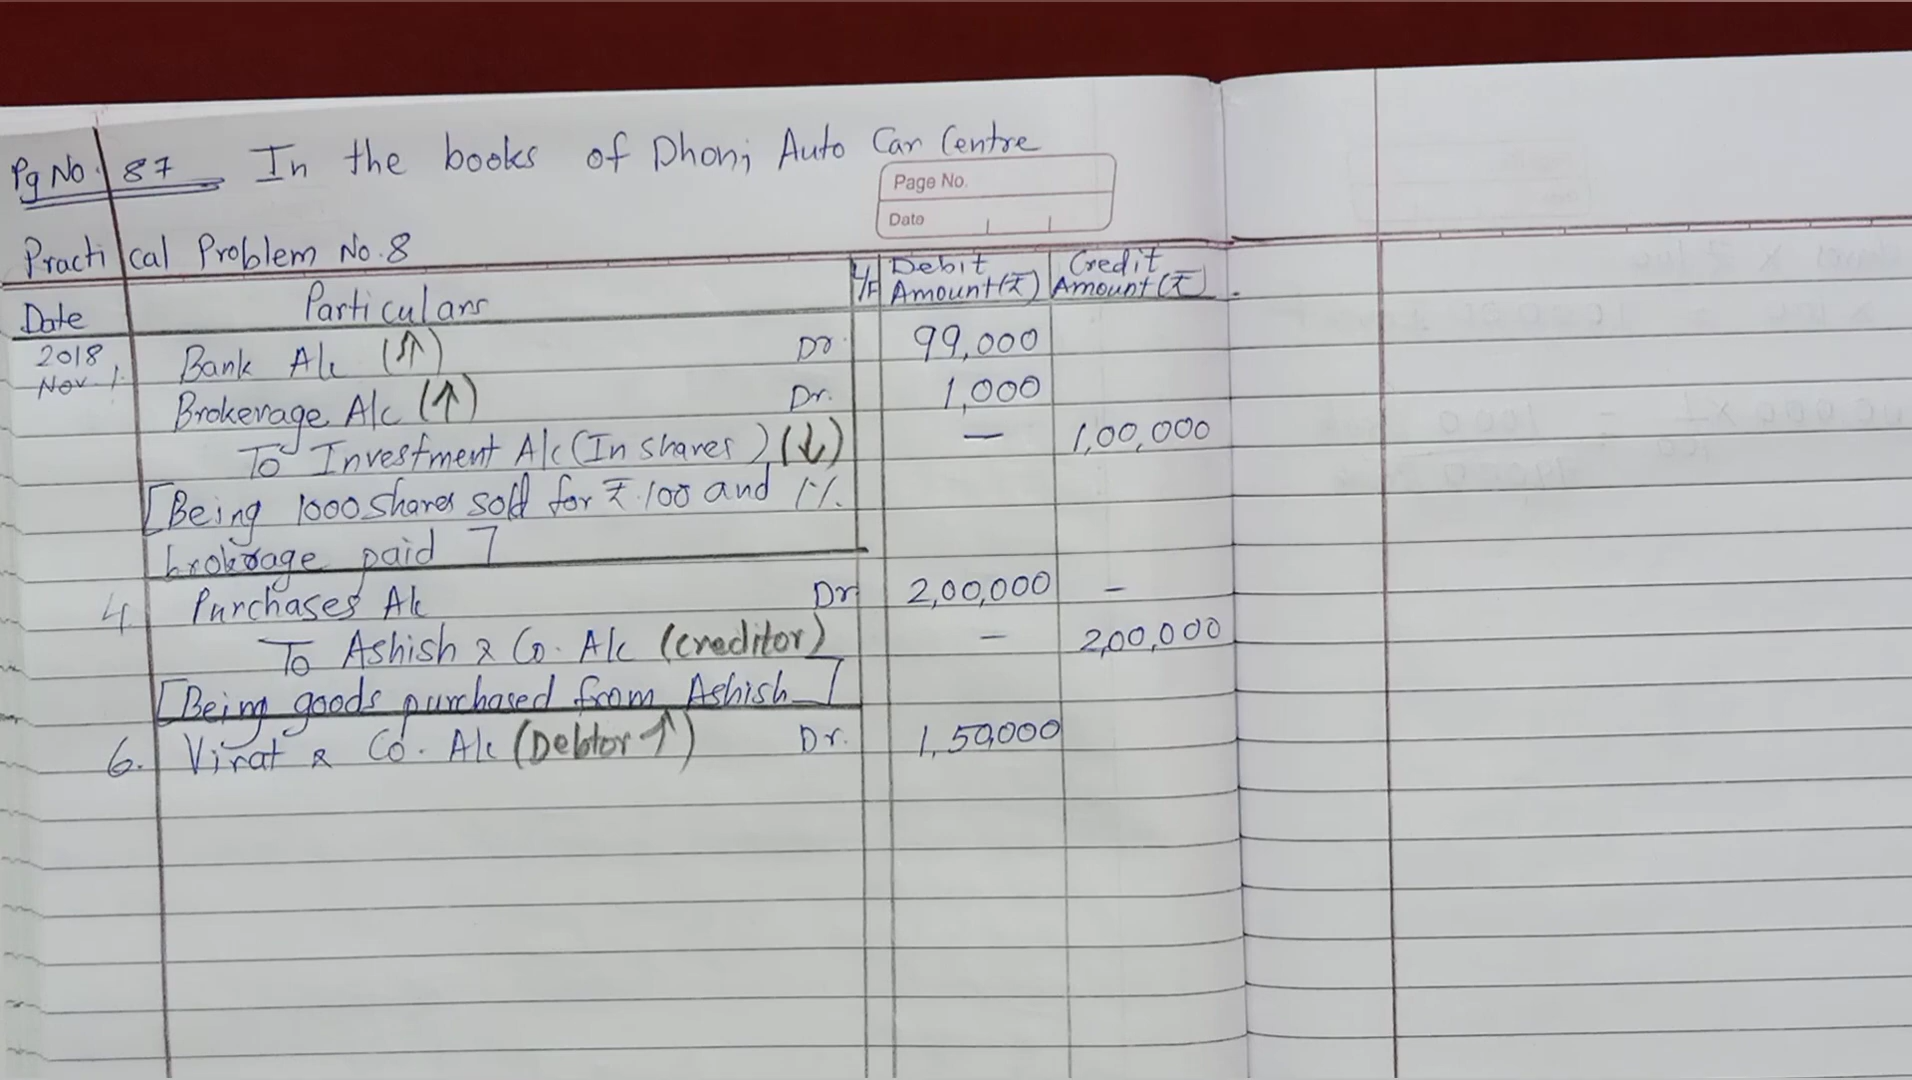 Pg No. 87 In the books of Dhoni Auto Car Centre
Page No.
Date
Practical Problem No. 8
Date Particulars L/F Debit Amount (₹) Credit Amount (₹)
2018 Nov. 1. Bank A/c (↑) Dr. 99,000
Brokerage A/c (↑) Dr. 1,000
To Investment A/c (In shares) (↓) — 1,00,000
[Being 1000 shares sold for ₹.100 and 1%
brokrage paid ]
4. Purchases A/c Dr 2,00,000 —
To Ashish & Co. A/c (creditor) — 2,00,000
[Being goods purchased from Ashish ]
6. Virat & Co. A/c (Debtor ↑) Dr. 1,50,000